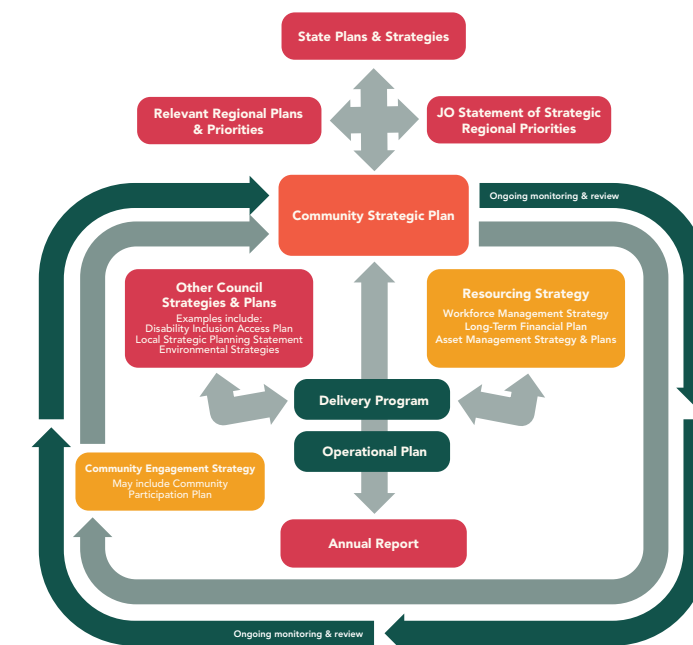 State Plans & Strategies
Relevant Regional Plans
& Priorities
JO Statement of Strategic
Regional Priorities
Community Strategic Plan
Ongoing monitoring & review
Other Council
Strategies & Plans
Examples include:
Disability Inclusion Access Plan
Local Strategic Planning Statement
Environmental Strategies
Resourcing Strategy
Workforce Management Strategy
Long-Term Financial Plan
Asset Management Strategy & Plans
Delivery Program
Operational Plan
Community Engagement Strategy
May include Community
Participation Plan
Annual Report
Ongoing monitoring & review